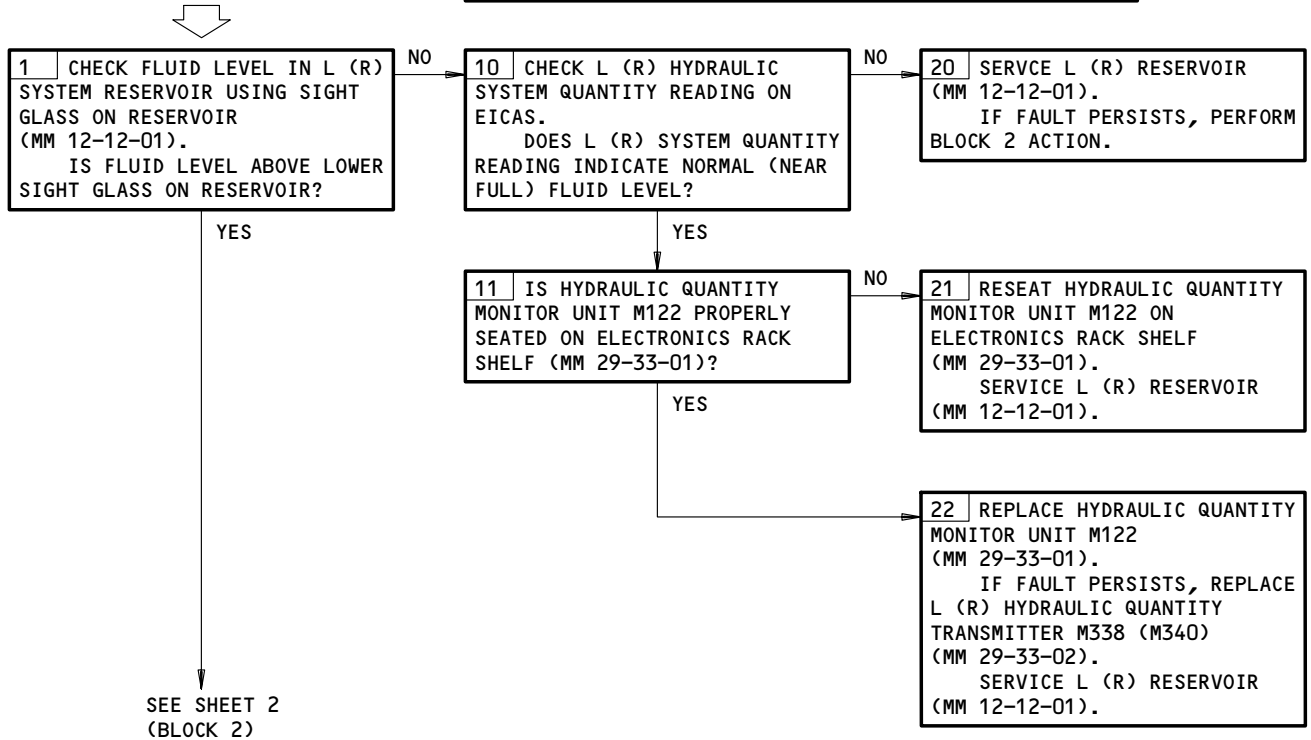 1 CHECK FLUID LEVEL IN L (R)
SYSTEM RESERVOIR USING SIGHT
GLASS ON RESERVOIR
(MM 12-12-01).
IS FLUID LEVEL ABOVE LOWER
SIGHT GLASS ON RESERVOIR?
NO
YES
10 CHECK L (R) HYDRAULIC
SYSTEM QUANTITY READING ON
EICAS.
DOES L (R) SYSTEM QUANTITY
READING INDICATE NORMAL (NEAR
FULL) FLUID LEVEL?
NO
YES
20 SERVCE L (R) RESERVOIR
(MM 12-12-01).
IF FAULT PERSISTS, PERFORM
BLOCK 2 ACTION.
11 IS HYDRAULIC QUANTITY
MONITOR UNIT M122 PROPERLY
SEATED ON ELECTRONICS RACK
SHELF (MM 29-33-01)?
NO
YES
21 RESEAT HYDRAULIC QUANTITY
MONITOR UNIT M122 ON
ELECTRONICS RACK SHELF
(MM 29-33-01).
SERVICE L (R) RESERVOIR
(MM 12-12-01).
22 REPLACE HYDRAULIC QUANTITY
MONITOR UNIT M122
(MM 29-33-01).
IF FAULT PERSISTS, REPLACE
L (R) HYDRAULIC QUANTITY
TRANSMITTER M338 (M340)
(MM 29-33-02).
SERVICE L (R) RESERVOIR
(MM 12-12-01).
SEE SHEET 2
(BLOCK 2)